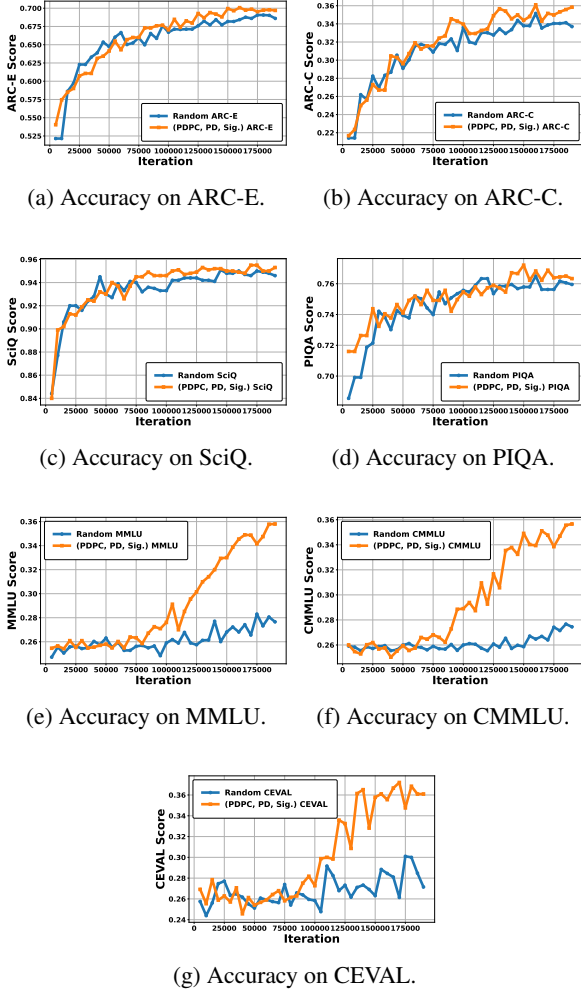 0.700
0.675
0.650
0.625
0.600
0.575
0.550
0.525
ARC-E Score
Random ARC-E
(PDPC, PD, Sig.) ARC-E
0 25000 50000 75000 100000 125000 150000 175000
Iteration
(a) Accuracy on ARC-E.
0.36
0.34
0.32
0.30
0.28
0.26
0.24
0.22
ARC-C Score
Random ARC-C
(PDPC, PD, Sig.) ARC-C
0 25000 50000 75000 100000 125000 150000 175000
Iteration
(b) Accuracy on ARC-C.
0.96
0.94
0.92
0.90
0.88
0.86
0.84
SciQ Score
Random SciQ
(PDPC, PD, Sig.) SciQ
0 25000 50000 75000 100000 125000 150000 175000
Iteration
(c) Accuracy on SciQ.
0.76
0.74
0.72
0.70
PIQA Score
Random PIQA
(PDPC, PD, Sig.) PIQA
0 25000 50000 75000 100000 125000 150000 175000
Iteration
(d) Accuracy on PIQA.
0.36
0.34
0.32
0.30
0.28
0.26
MMLU Score
Random MMLU
(PDPC, PD, Sig.) MMLU
0 25000 50000 75000 100000 125000 150000 175000
Iteration
(e) Accuracy on MMLU.
0.36
0.34
0.32
0.30
0.28
0.26
CMMLU Score
Random CMMLU
(PDPC, PD, Sig.) CMMLU
0 25000 50000 75000 100000 125000 150000 175000
Iteration
(f) Accuracy on CMMLU.
0.36
0.34
0.32
0.30
0.28
0.26
0.24
CEVAL Score
Random CEVAL
(PDPC, PD, Sig.) CEVAL
0 25000 50000 75000 100000 125000 150000 175000
Iteration
(g) Accuracy on CEVAL.